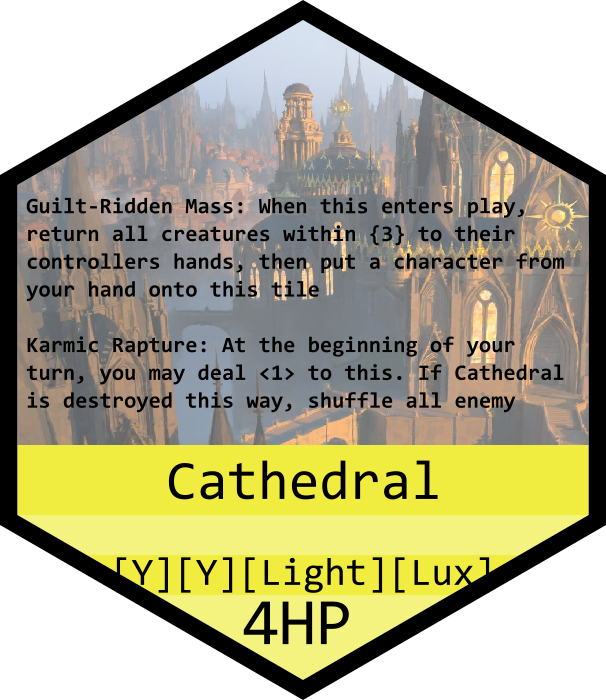 Guilt-Ridden Mass: When this enters play,
return all creatures within {3} to their
controllers hands, then put a character from
your hand onto this tile
Karmic Rapture: At the beginning of your
turn, you may deal <1> to this. If Cathedral
is destroyed this way, shuffle all enemy
Cathedral
[Y][Y][Light][Lux]
4HP